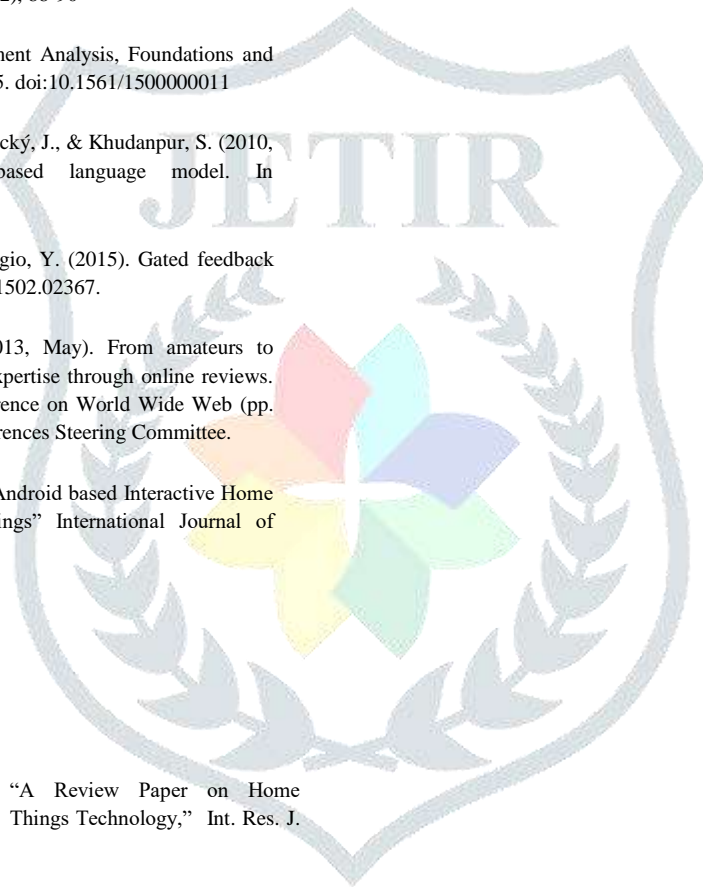 ment Analysis, Foundations and
5. doi:10.1561/1500000011
cký, J., & Khudanpur, S. (2010,
based language model. In
JETIR
gio, Y. (2015). Gated feedback
1502.02367.
013, May). From amateurs to
xpertise through online reviews.
rence on World Wide Web (pp.
rences Steering Committee.
Android based Interactive Home
ings” International Journal of
“A Review Paper on Home
Things Technology,” Int. Res. J.